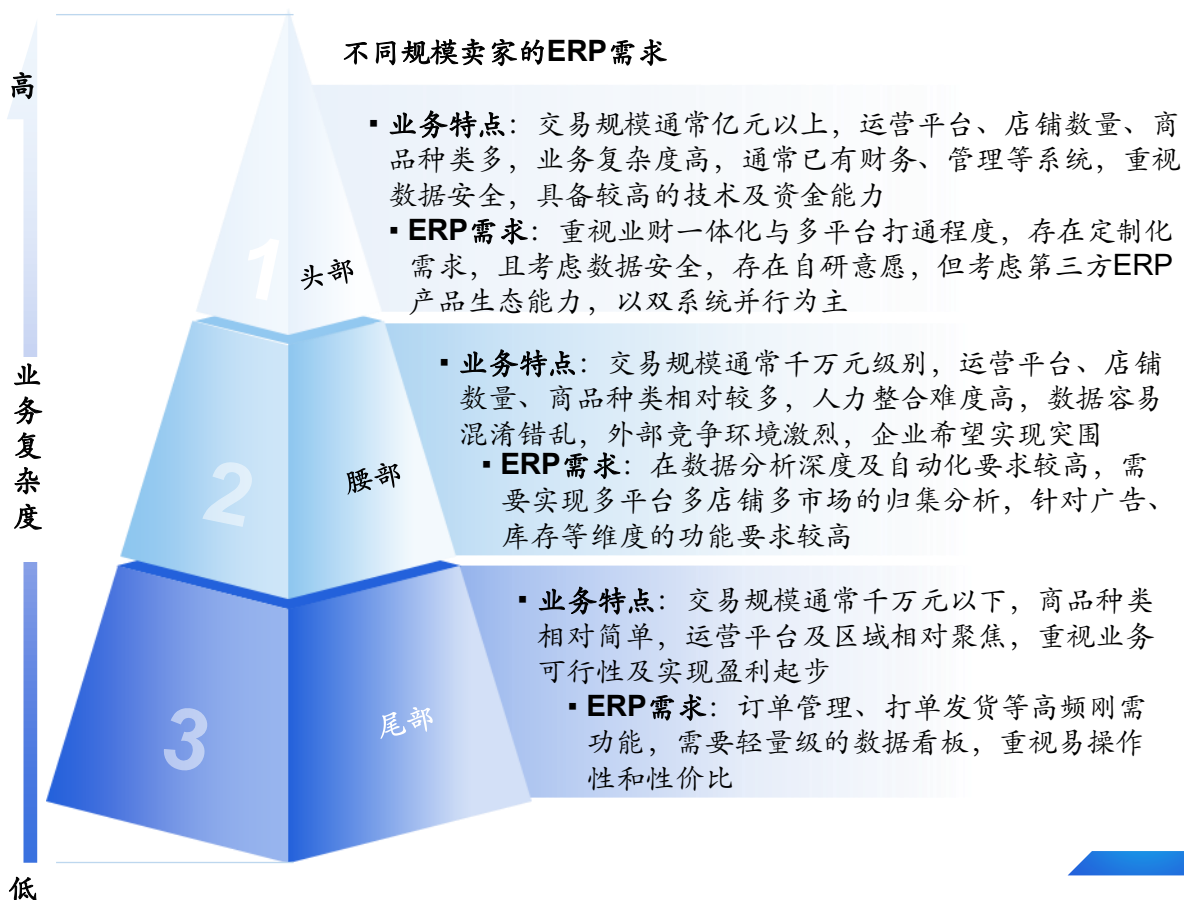 不同规模卖家的ERP需求
高
▪业务特点：交易规模通常亿元以上，运营平台、店铺数量、商
品种类多，业务复杂度高，通常已有财务、管理等系统，重视
数据安全，具备较高的技术及资金能力
▪ERP需求：重视业财一体化与多平台打通程度，存在定制化
需求，且考虑数据安全，存在自研意愿，但考虑第三方ERP
产品生态能力，以双系统并行为主
1
头部
业务复杂度
▪业务特点：交易规模通常千万元级别，运营平台、店铺
数量、商品种类相对较多，人力整合难度高，数据容易
混淆错乱，外部竞争环境激烈，企业希望实现突围
▪ERP需求：在数据分析深度及自动化要求较高，需
要实现多平台多店铺多市场的归集分析，针对广告、
库存等维度的功能要求较高
2
腰部
▪业务特点：交易规模通常千万元以下，商品种类
相对简单，运营平台及区域相对聚焦，重视业务
可行性及实现盈利起步
▪ERP需求：订单管理、打单发货等高频刚需
功能，需要轻量级的数据看板，重视易操作
性和性价比
3
尾部
低